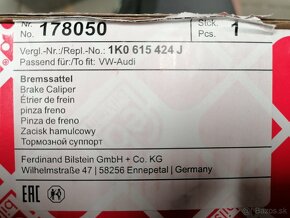 Nr.
No. 178050
Stck.
Pcs. 1
Vergl.-Nr./Repl.-No.: 1K0 615 424 J
Passend für:/To fit: VW-Audi
Bremssattel
Brake Caliper
Étrier de frein
pinza freno
Pinza de freno
Zacisk hamulcowy
Тормозной суппорт
Ferdinand Bilstein GmbH + Co. KG
Wilhelmstraße 47 | 58256 Ennepetal | Germany
EAC
bazos.sk